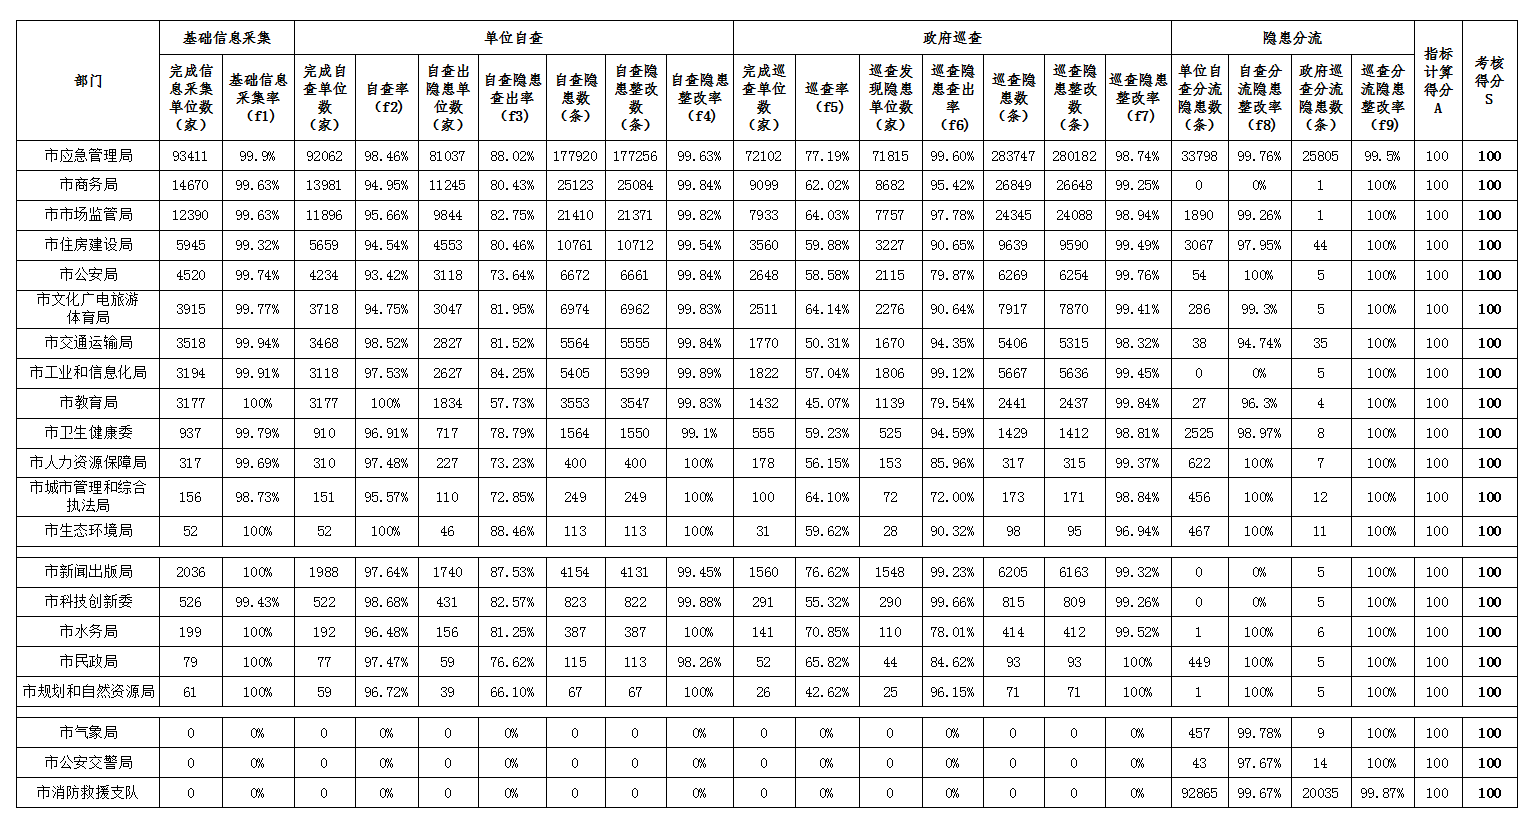 部门 基础信息采集 单位自查 政府巡查 隐患分流 指标计算得分A 考核得分S
完成信息采集单位数（家） 基础信息采集率（f1） 完成自查单位数（家） 自查率（f2） 自查出隐患单位数（家） 自查隐患查出率（f3） 自查隐患数（条） 自查隐患整改数（条） 自查隐患整改率（f4） 完成巡查单位数（家） 巡查率（f5） 巡查发现隐患单位数（家） 巡查隐患查出率（f6） 巡查隐患数（条） 巡查隐患整改数（条） 巡查隐患整改率（f7） 单位自查分流隐患数（条） 自查分流隐患整改率（f8） 政府巡查分流隐患数（条） 巡查分流隐患整改率（f9）
市应急管理局 93411 99.9% 92062 98.46% 81037 88.02% 177920 177256 99.63% 72102 77.19% 71815 99.60% 283747 280182 98.74% 33798 99.76% 25805 99.5% 100 100
市商务局 14670 99.63% 13981 94.95% 11245 80.43% 25123 25084 99.84% 9099 62.02% 8682 95.42% 26849 26648 99.25% 0 0% 1 100% 100 100
市市场监管局 12390 99.63% 11896 95.66% 9844 82.75% 21410 21371 99.82% 7933 64.03% 7757 97.78% 24345 24088 98.94% 1890 99.26% 1 100% 100 100
市住房建设局 5945 99.32% 5659 94.54% 4553 80.46% 10761 10712 99.54% 3560 59.88% 3227 90.65% 9639 9590 99.49% 3067 97.95% 44 100% 100 100
市公安局 4520 99.74% 4234 93.42% 3118 73.64% 6672 6661 99.84% 2648 58.58% 2115 79.87% 6269 6254 99.76% 54 100% 5 100% 100 100
市文化广电旅游体育局 3915 99.77% 3718 94.75% 3047 81.95% 6974 6962 99.83% 2511 64.14% 2276 90.64% 7917 7870 99.41% 286 99.3% 5 100% 100 100
市交通运输局 3518 99.94% 3468 98.52% 2827 81.52% 5564 5555 99.84% 1770 50.31% 1670 94.35% 5406 5315 98.32% 38 94.74% 35 100% 100 100
市工业和信息化局 3194 99.91% 3118 97.53% 2627 84.25% 5405 5399 99.89% 1822 57.04% 1806 99.12% 5667 5636 99.45% 0 0% 5 100% 100 100
市教育局 3177 100% 3177 100% 1834 57.73% 3553 3547 99.83% 1432 45.07% 1139 79.54% 2441 2437 99.84% 27 96.3% 4 100% 100 100
市卫生健康委 937 99.79% 910 96.91% 717 78.79% 1564 1550 99.1% 555 59.23% 525 94.59% 1429 1412 98.81% 2525 98.97% 8 100% 100 100
市人力资源保障局 317 99.69% 310 97.48% 227 73.23% 400 400 100% 178 56.15% 153 85.96% 317 315 99.37% 622 100% 7 100% 100 100
市城市管理和综合执法局 156 98.73% 151 95.57% 110 72.85% 249 249 100% 100 64.10% 72 72.00% 173 171 98.84% 456 100% 12 100% 100 100
市生态环境局 52 100% 52 100% 46 88.46% 113 113 100% 31 59.62% 28 90.32% 98 95 96.94% 467 100% 11 100% 100 100
市新闻出版局 2036 100% 1988 97.64% 1740 87.53% 4154 4131 99.45% 1560 76.62% 1548 99.23% 6205 6163 99.32% 0 0% 5 100% 100 100
市科技创新委 526 99.43% 522 98.68% 431 82.57% 823 822 99.88% 291 55.32% 290 99.66% 815 809 99.26% 0 0% 5 100% 100 100
市水务局 199 100% 192 96.48% 156 81.25% 387 387 100% 141 70.85% 110 78.01% 414 412 99.52% 1 100% 6 100% 100 100
市民政局 79 100% 77 97.47% 59 76.62% 115 113 98.26% 52 65.82% 44 84.62% 93 93 100% 449 100% 5 100% 100 100
市规划和自然资源局 61 100% 59 96.72% 39 66.10% 67 67 100% 26 42.62% 25 96.15% 71 71 100% 1 100% 5 100% 100 100
市气象局 0 0% 0 0% 0 0% 0 0 0% 0 0% 0 0% 0 0 0% 457 99.78% 9 100% 100 100
市公安交警局 0 0% 0 0% 0 0% 0 0 0% 0 0% 0 0% 0 0 0% 43 97.67% 14 100% 100 100
市消防救援支队 0 0% 0 0% 0 0% 0 0 0% 0 0% 0 0% 0 0 0% 92865 99.67% 20035 99.87% 100 100